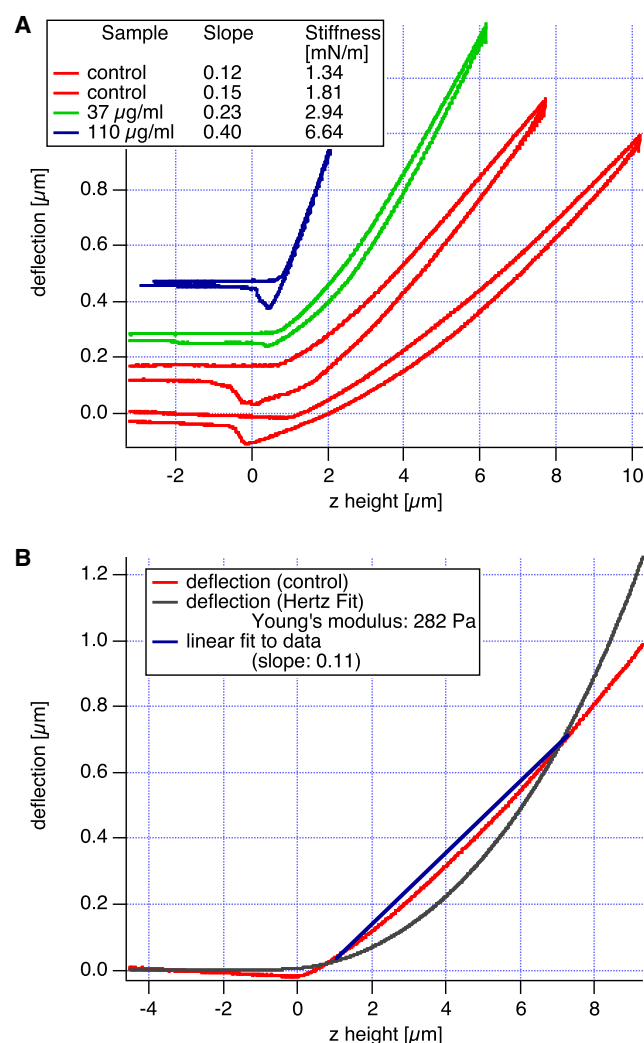 A
Sample Slope Stiffness
[mN/m]
control 0.12 1.34
control 0.15 1.81
37 µg/ml 0.23 2.94
110 µg/ml 0.40 6.64
deflection [µm]
0.8
0.6
0.4
0.2
0.0
-2 0 2 4 6 8 10
z height [µm]
B
deflection (control)
deflection (Hertz Fit)
Young's modulus: 282 Pa
linear fit to data
(slope: 0.11)
deflection [µm]
1.2
1.0
0.8
0.6
0.4
0.2
0.0
-4 -2 0 2 4 6 8
z height [µm]